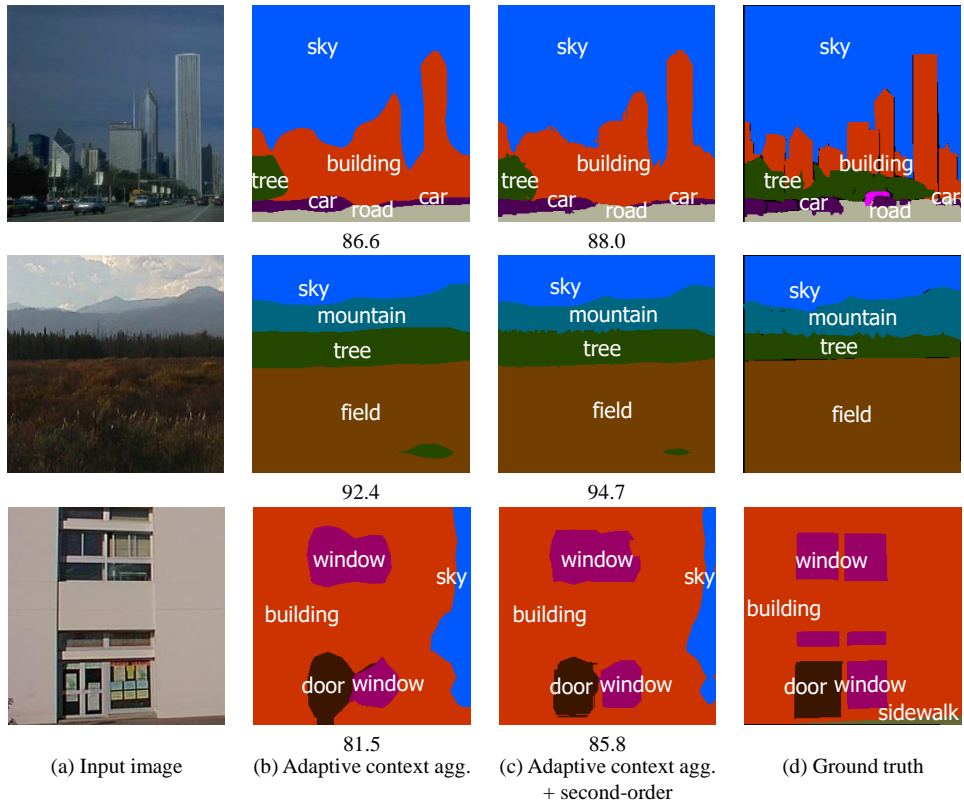 sky
building
tree
car
road
car
sky
building
tree
car
road
car
sky
building
tree
car
road
car
86.6
88.0
sky
mountain
tree
field
sky
mountain
tree
field
sky
mountain
tree
field
92.4
94.7
window
sky
building
door
window
window
sky
building
door
window
window
building
door
window
sidewalk
81.5
85.8
(a) Input image
(b) Adaptive context agg.
(c) Adaptive context agg.
+ second-order
(d) Ground truth